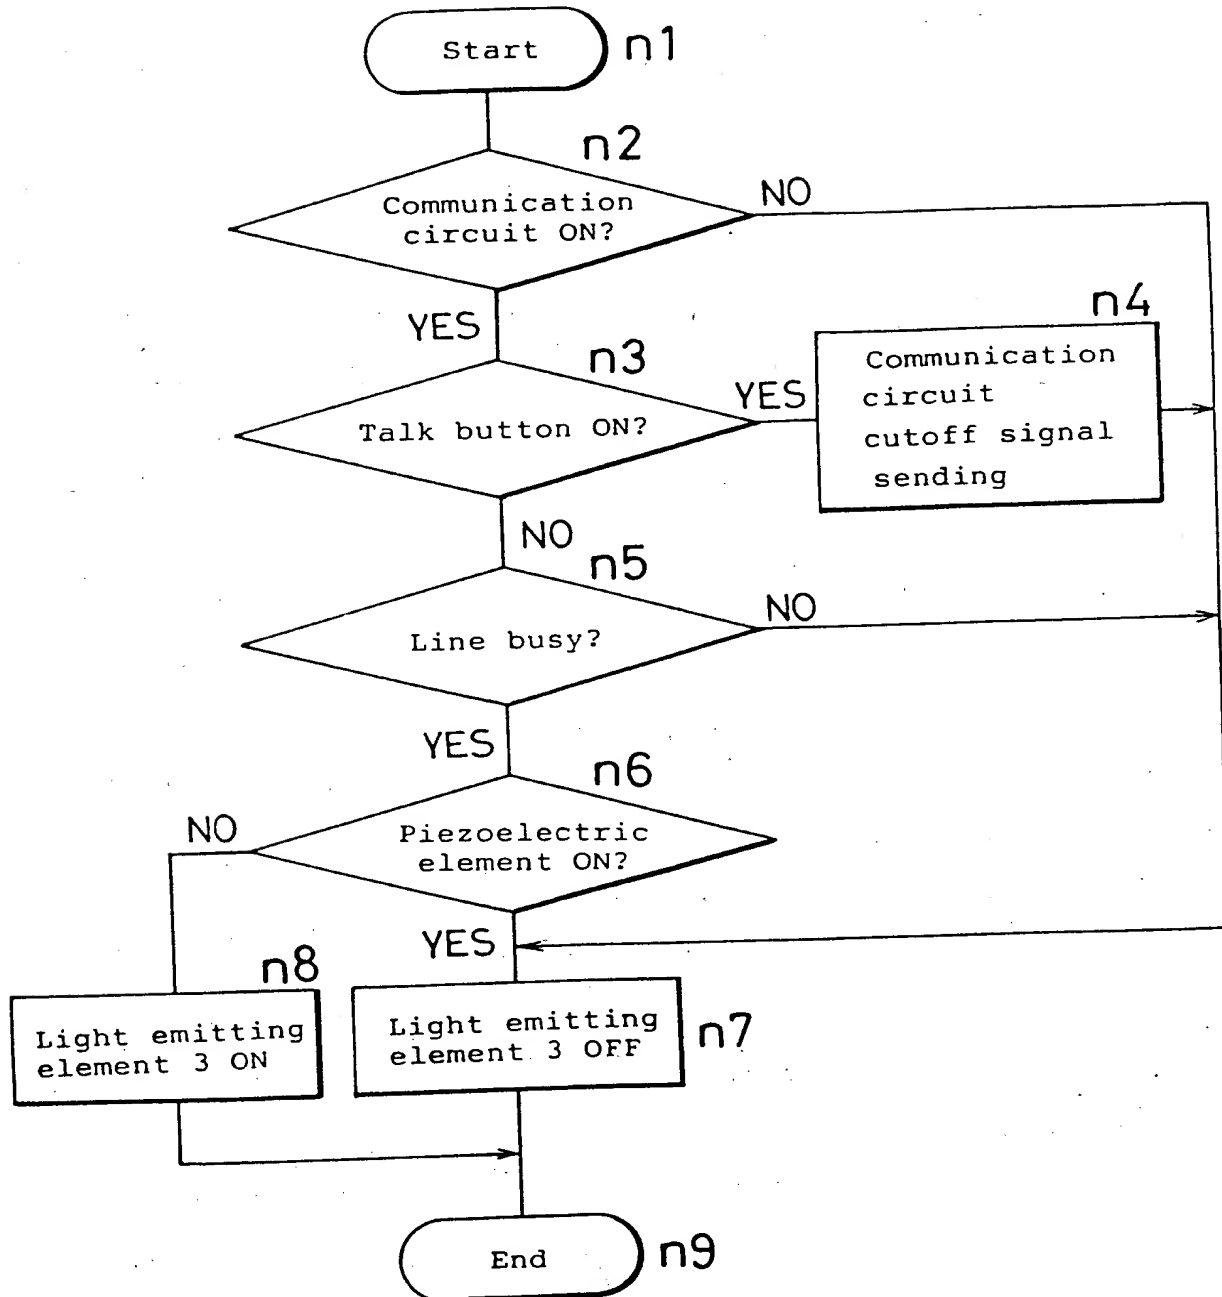 Start
n1
n2
Communication
circuit ON?
NO
YES
n3
Talk button ON?
YES
n4
Communication
circuit
cutoff signal
sending
NO
n5
Line busy?
NO
YES
n6
Piezoelectric
element ON?
NO
YES
n8
Light emitting
element 3 ON
Light emitting
element 3 OFF
n7
End
n9